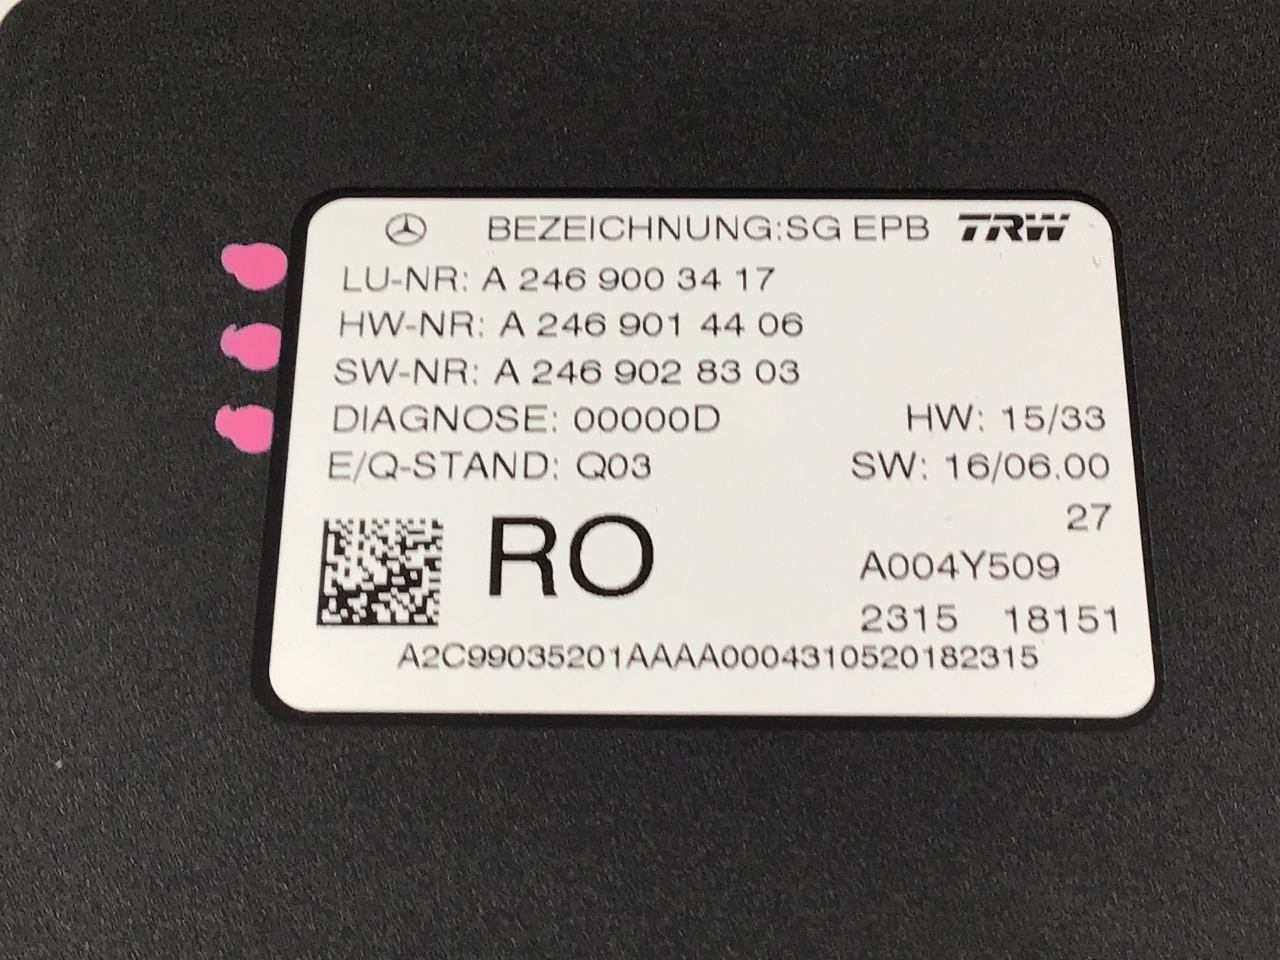 BEZEICHNUNG:SG EPB TRW
LU-NR: A 246 900 34 17
HW-NR: A 246 901 44 06
SW-NR: A 246 902 83 03
DIAGNOSE: 00000D HW: 15/33
E/Q-STAND: Q03 SW: 16/06.00
27
RO
A004Y509
2315 18151
A2C99035201AAAA0004310520182315